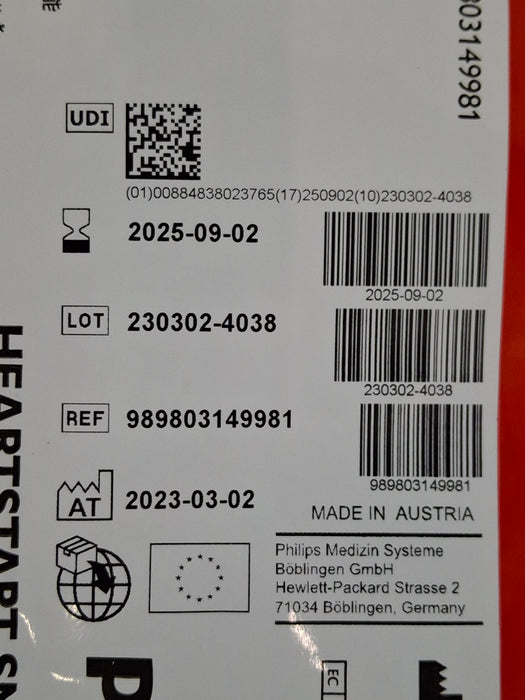 803149981
UDI
(01)00884838023765(17)250902(10)230302-4038
2025-09-02
2025-09-02
LOT 230302-4038
230302-4038
REF 989803149981
989803149981
AT 2023-03-02
MADE IN AUSTRIA
Philips Medizin Systeme
Böblingen GmbH
Hewlett-Packard Strasse 2
71034 Böblingen, Germany
HEARTSTART
EC